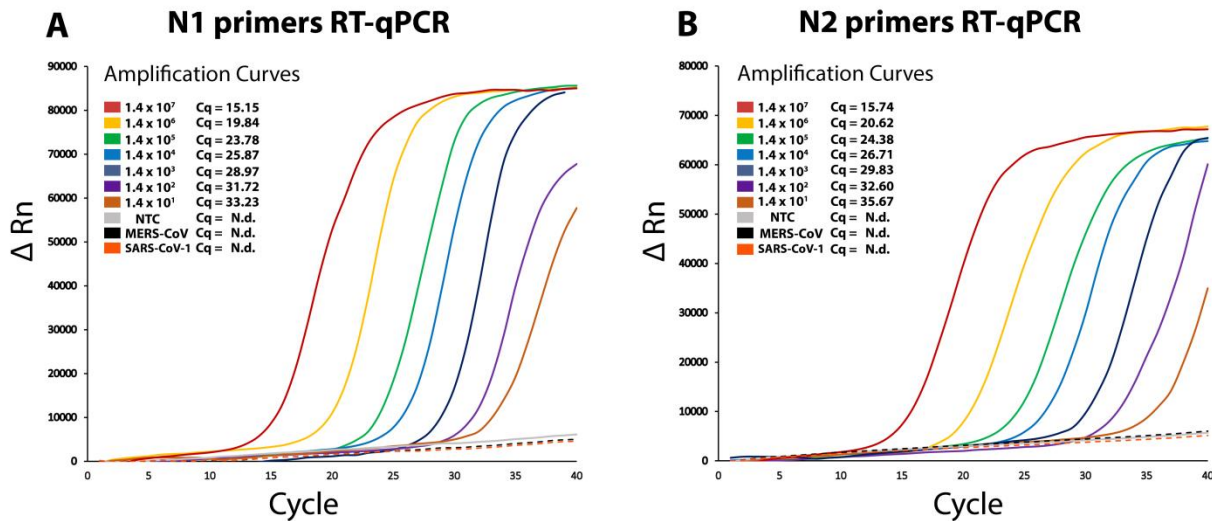 A N1 primers RT-qPCR
Δ Rn
90000
80000
70000
60000
50000
40000
30000
20000
10000
0
Amplification Curves
1.4 x 10⁷ Cq = 15.15
1.4 x 10⁶ Cq = 19.84
1.4 x 10⁵ Cq = 23.78
1.4 x 10⁴ Cq = 25.87
1.4 x 10³ Cq = 28.97
1.4 x 10² Cq = 31.72
1.4 x 10¹ Cq = 33.23
NTC Cq = N.d.
MERS-CoV Cq = N.d.
SARS-CoV-1 Cq = N.d.
0 5 10 15 20 25 30 35 40
Cycle
B N2 primers RT-qPCR
Δ Rn
80000
70000
60000
50000
40000
30000
20000
10000
0
Amplification Curves
1.4 x 10⁷ Cq = 15.74
1.4 x 10⁶ Cq = 20.62
1.4 x 10⁵ Cq = 24.38
1.4 x 10⁴ Cq = 26.71
1.4 x 10³ Cq = 29.83
1.4 x 10² Cq = 32.60
1.4 x 10¹ Cq = 35.67
NTC Cq = N.d.
MERS-CoV Cq = N.d.
SARS-CoV-1 Cq = N.d.
0 5 10 15 20 25 30 35 40
Cycle